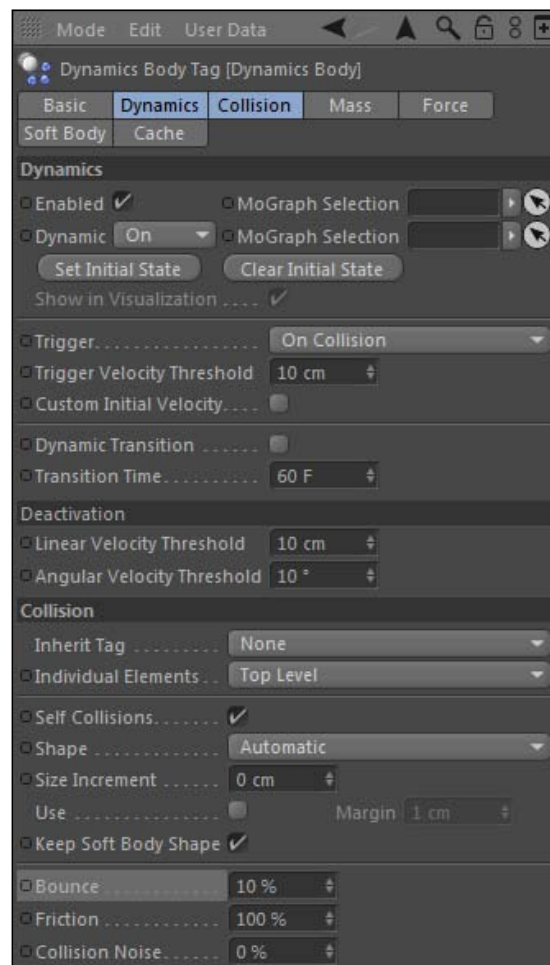 Mode Edit User Data
Dynamics Body Tag [Dynamics Body]
Basic Dynamics Collision Mass Force
Soft Body Cache
Dynamics
Enabled MoGraph Selection
Dynamic On MoGraph Selection
Set Initial State Clear Initial State
Show in Visualization . . . .
Trigger. . . . . . . . . . . . . . . . . On Collision
Trigger Velocity Threshold 10 cm
Custom Initial Velocity. . . .
Dynamic Transition . . . . . .
Transition Time. . . . . . . . . . 60 F
Deactivation
Linear Velocity Threshold 10 cm
Angular Velocity Threshold 10 °
Collision
Inherit Tag . . . . . . . . . None
Individual Elements . . Top Level
Self Collisions. . . . . . .
Shape . . . . . . . . . . . . . Automatic
Size Increment . . . . . . 0 cm
Use . . . . . . . . . . . . . . . Margin 1 cm
Keep Soft Body Shape
Bounce . . . . . . . . . . . . 10 %
Friction . . . . . . . . . . . . 100 %
Collision Noise. . . . . . 0 %